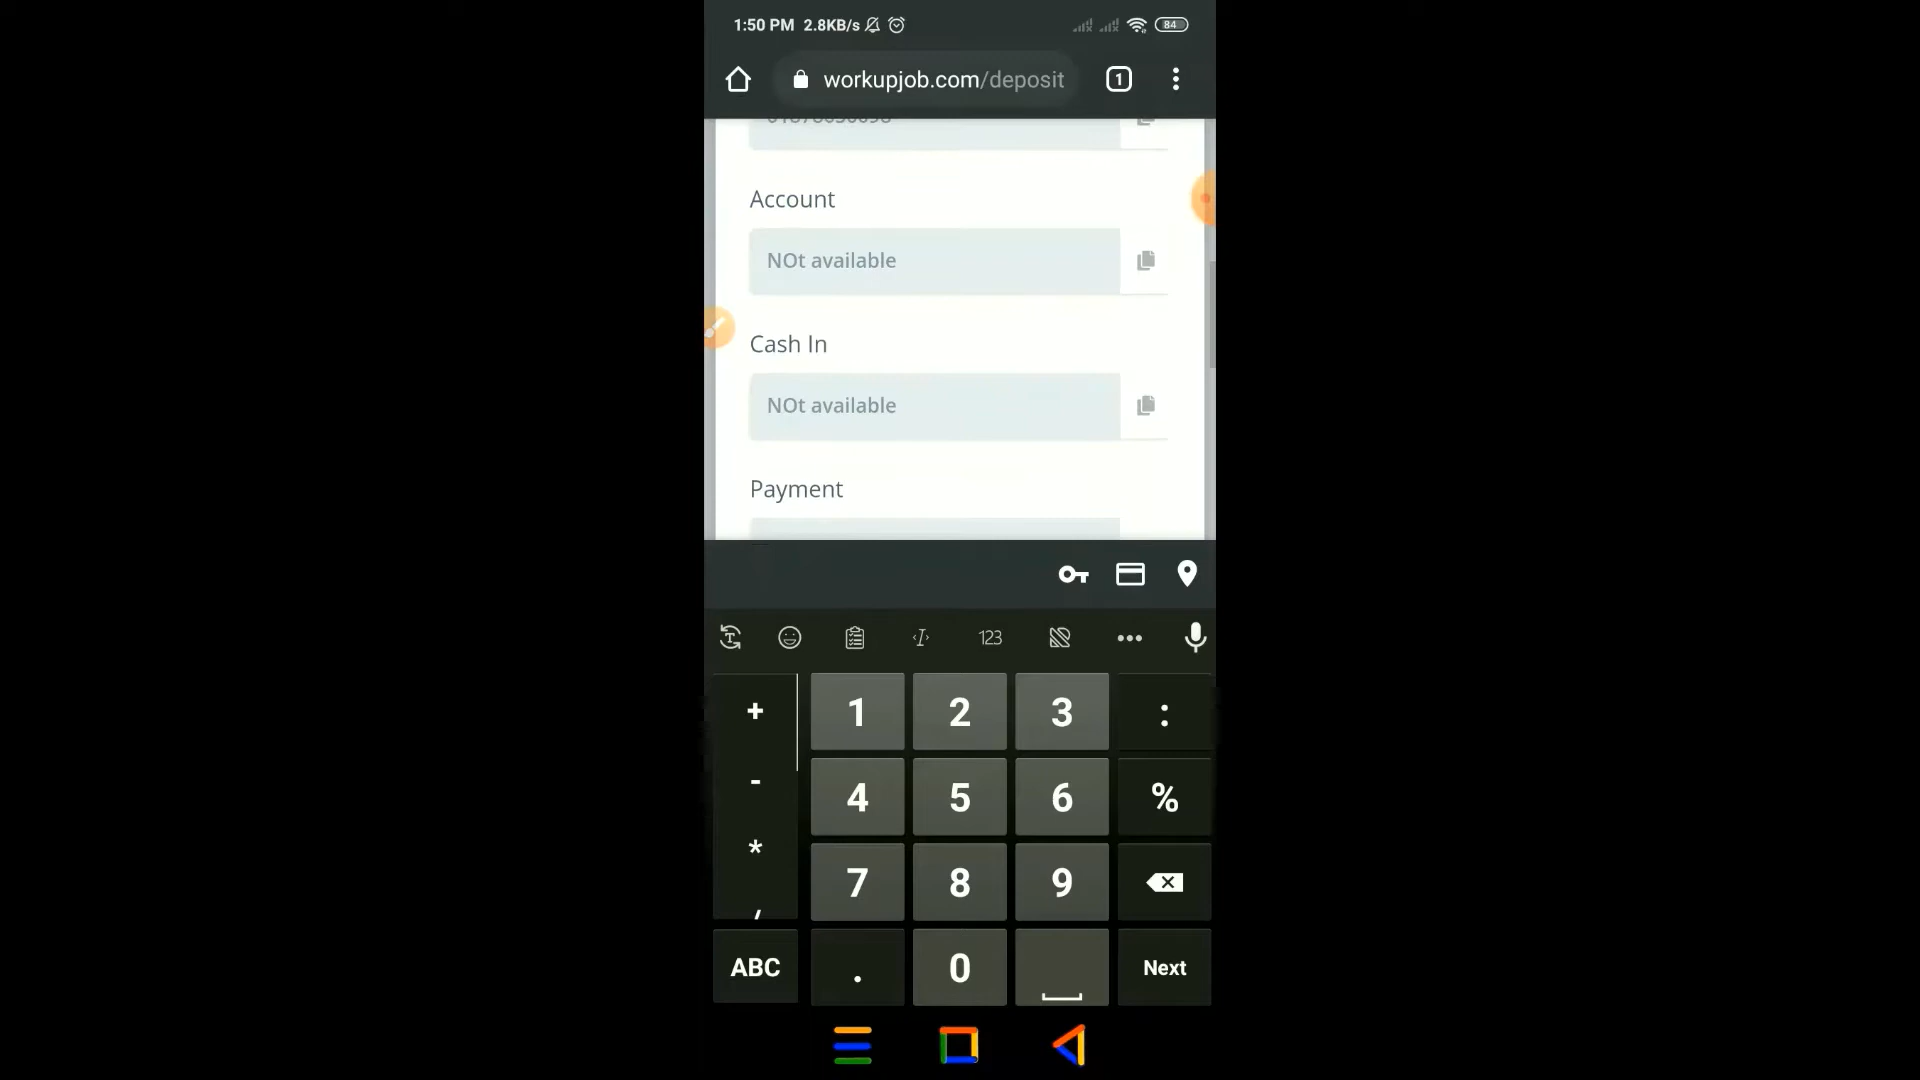 1:50 PM 2.8KB/s 84
workupjob.com/deposit 1
Account
NOt available
Cash In
NOt available
Payment
123
+ 1 2 3 :
- 4 5 6 %
* 7 8 9
,
ABC . 0 Next